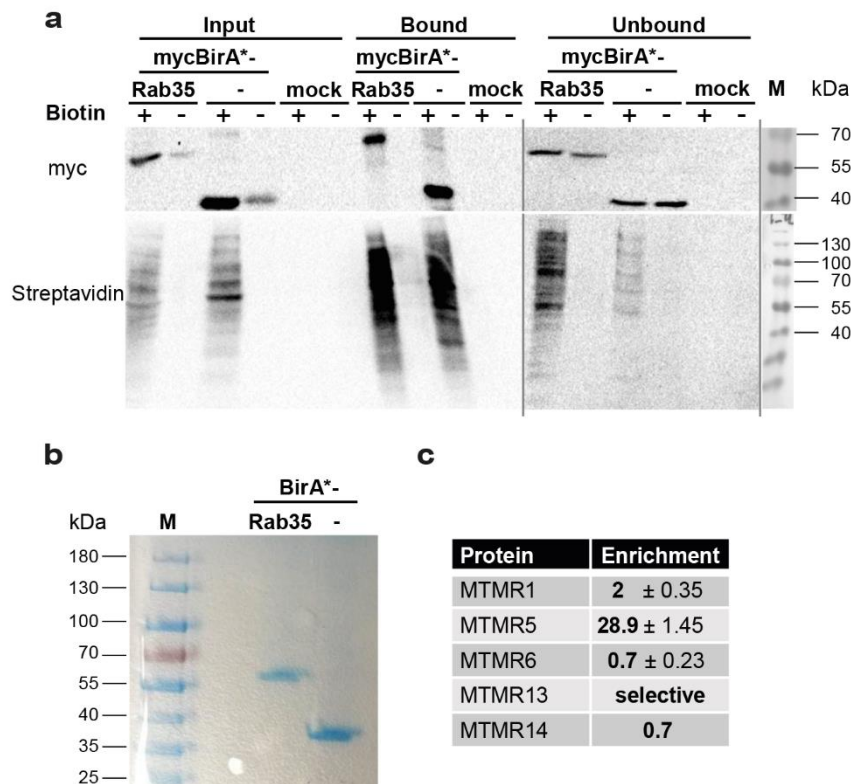 a
Input Bound Unbound
mycBirA*- mycBirA*- mycBirA*-
Rab35 - mock Rab35 - mock Rab35 - mock M kDa
Biotin + - + - + - + - + - + - + - + - + -
myc
70
55
40
Streptavidin
130
100
70
55
40
b
BirA*-
kDa M Rab35 -
180
130
100
70
55
40
35
25
c
Protein Enrichment
MTMR1 2 ± 0.35
MTMR5 28.9 ± 1.45
MTMR6 0.7 ± 0.23
MTMR13 selective
MTMR14 0.7